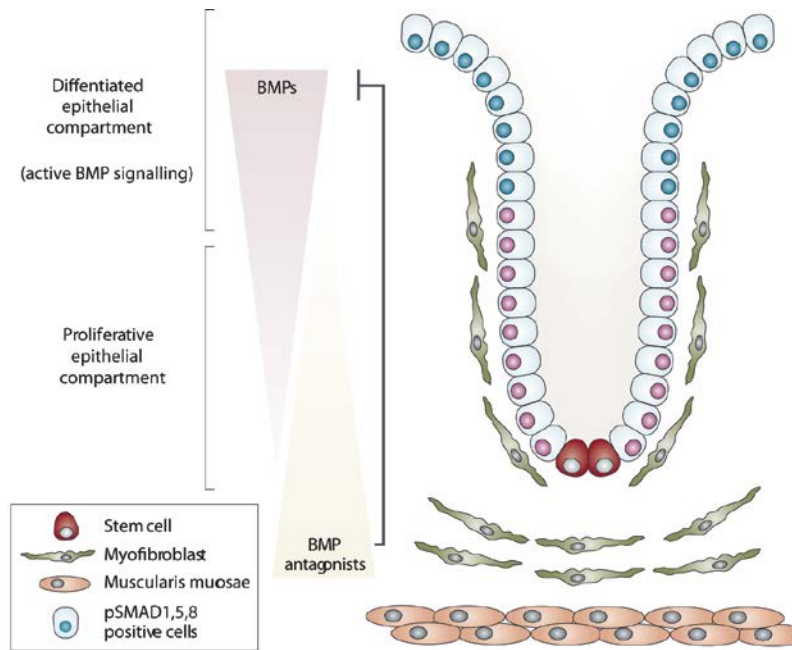 Diffentiated
epithelial
compartment
(active BMP signalling)
BMPs
Proliferative
epithelial
compartment
BMP
antagonists
Stem cell
Myofibroblast
Muscularis mucosae
pSMAD1,5,8
positive cells